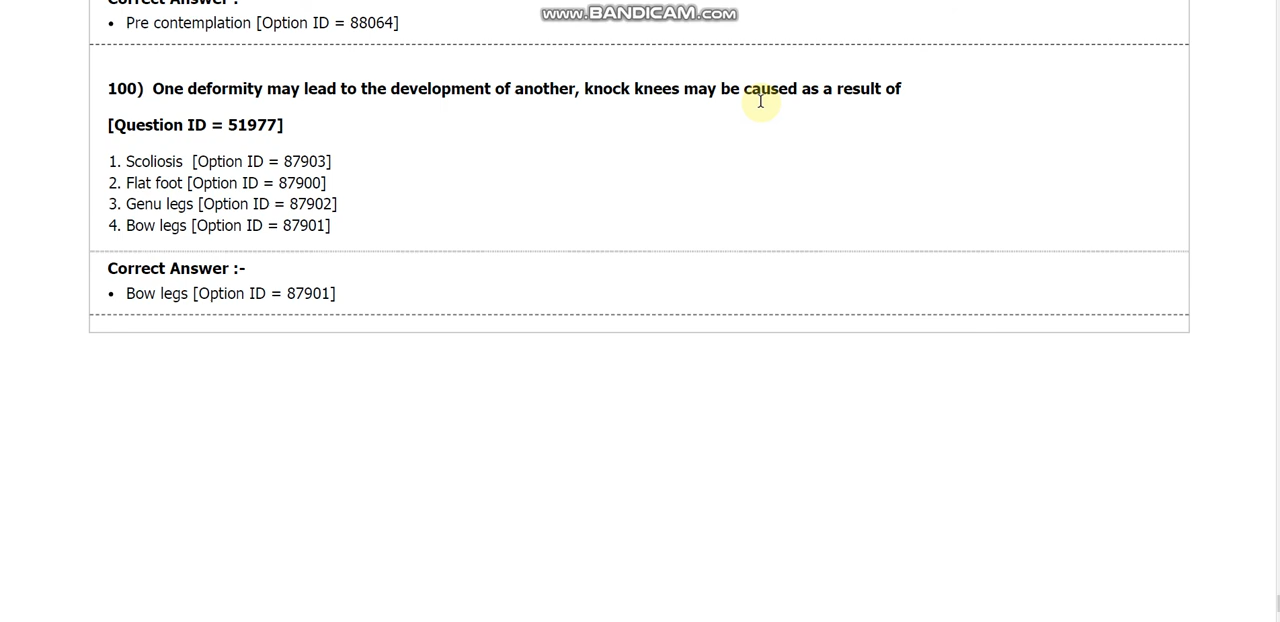 Correct Answer :-
www.BANDICAM.com
• Pre contemplation [Option ID = 88064]
100) One deformity may lead to the development of another, knock knees may be caused as a result of
[Question ID = 51977]
1. Scoliosis [Option ID = 87903]
2. Flat foot [Option ID = 87900]
3. Genu legs [Option ID = 87902]
4. Bow legs [Option ID = 87901]
Correct Answer :-
• Bow legs [Option ID = 87901]